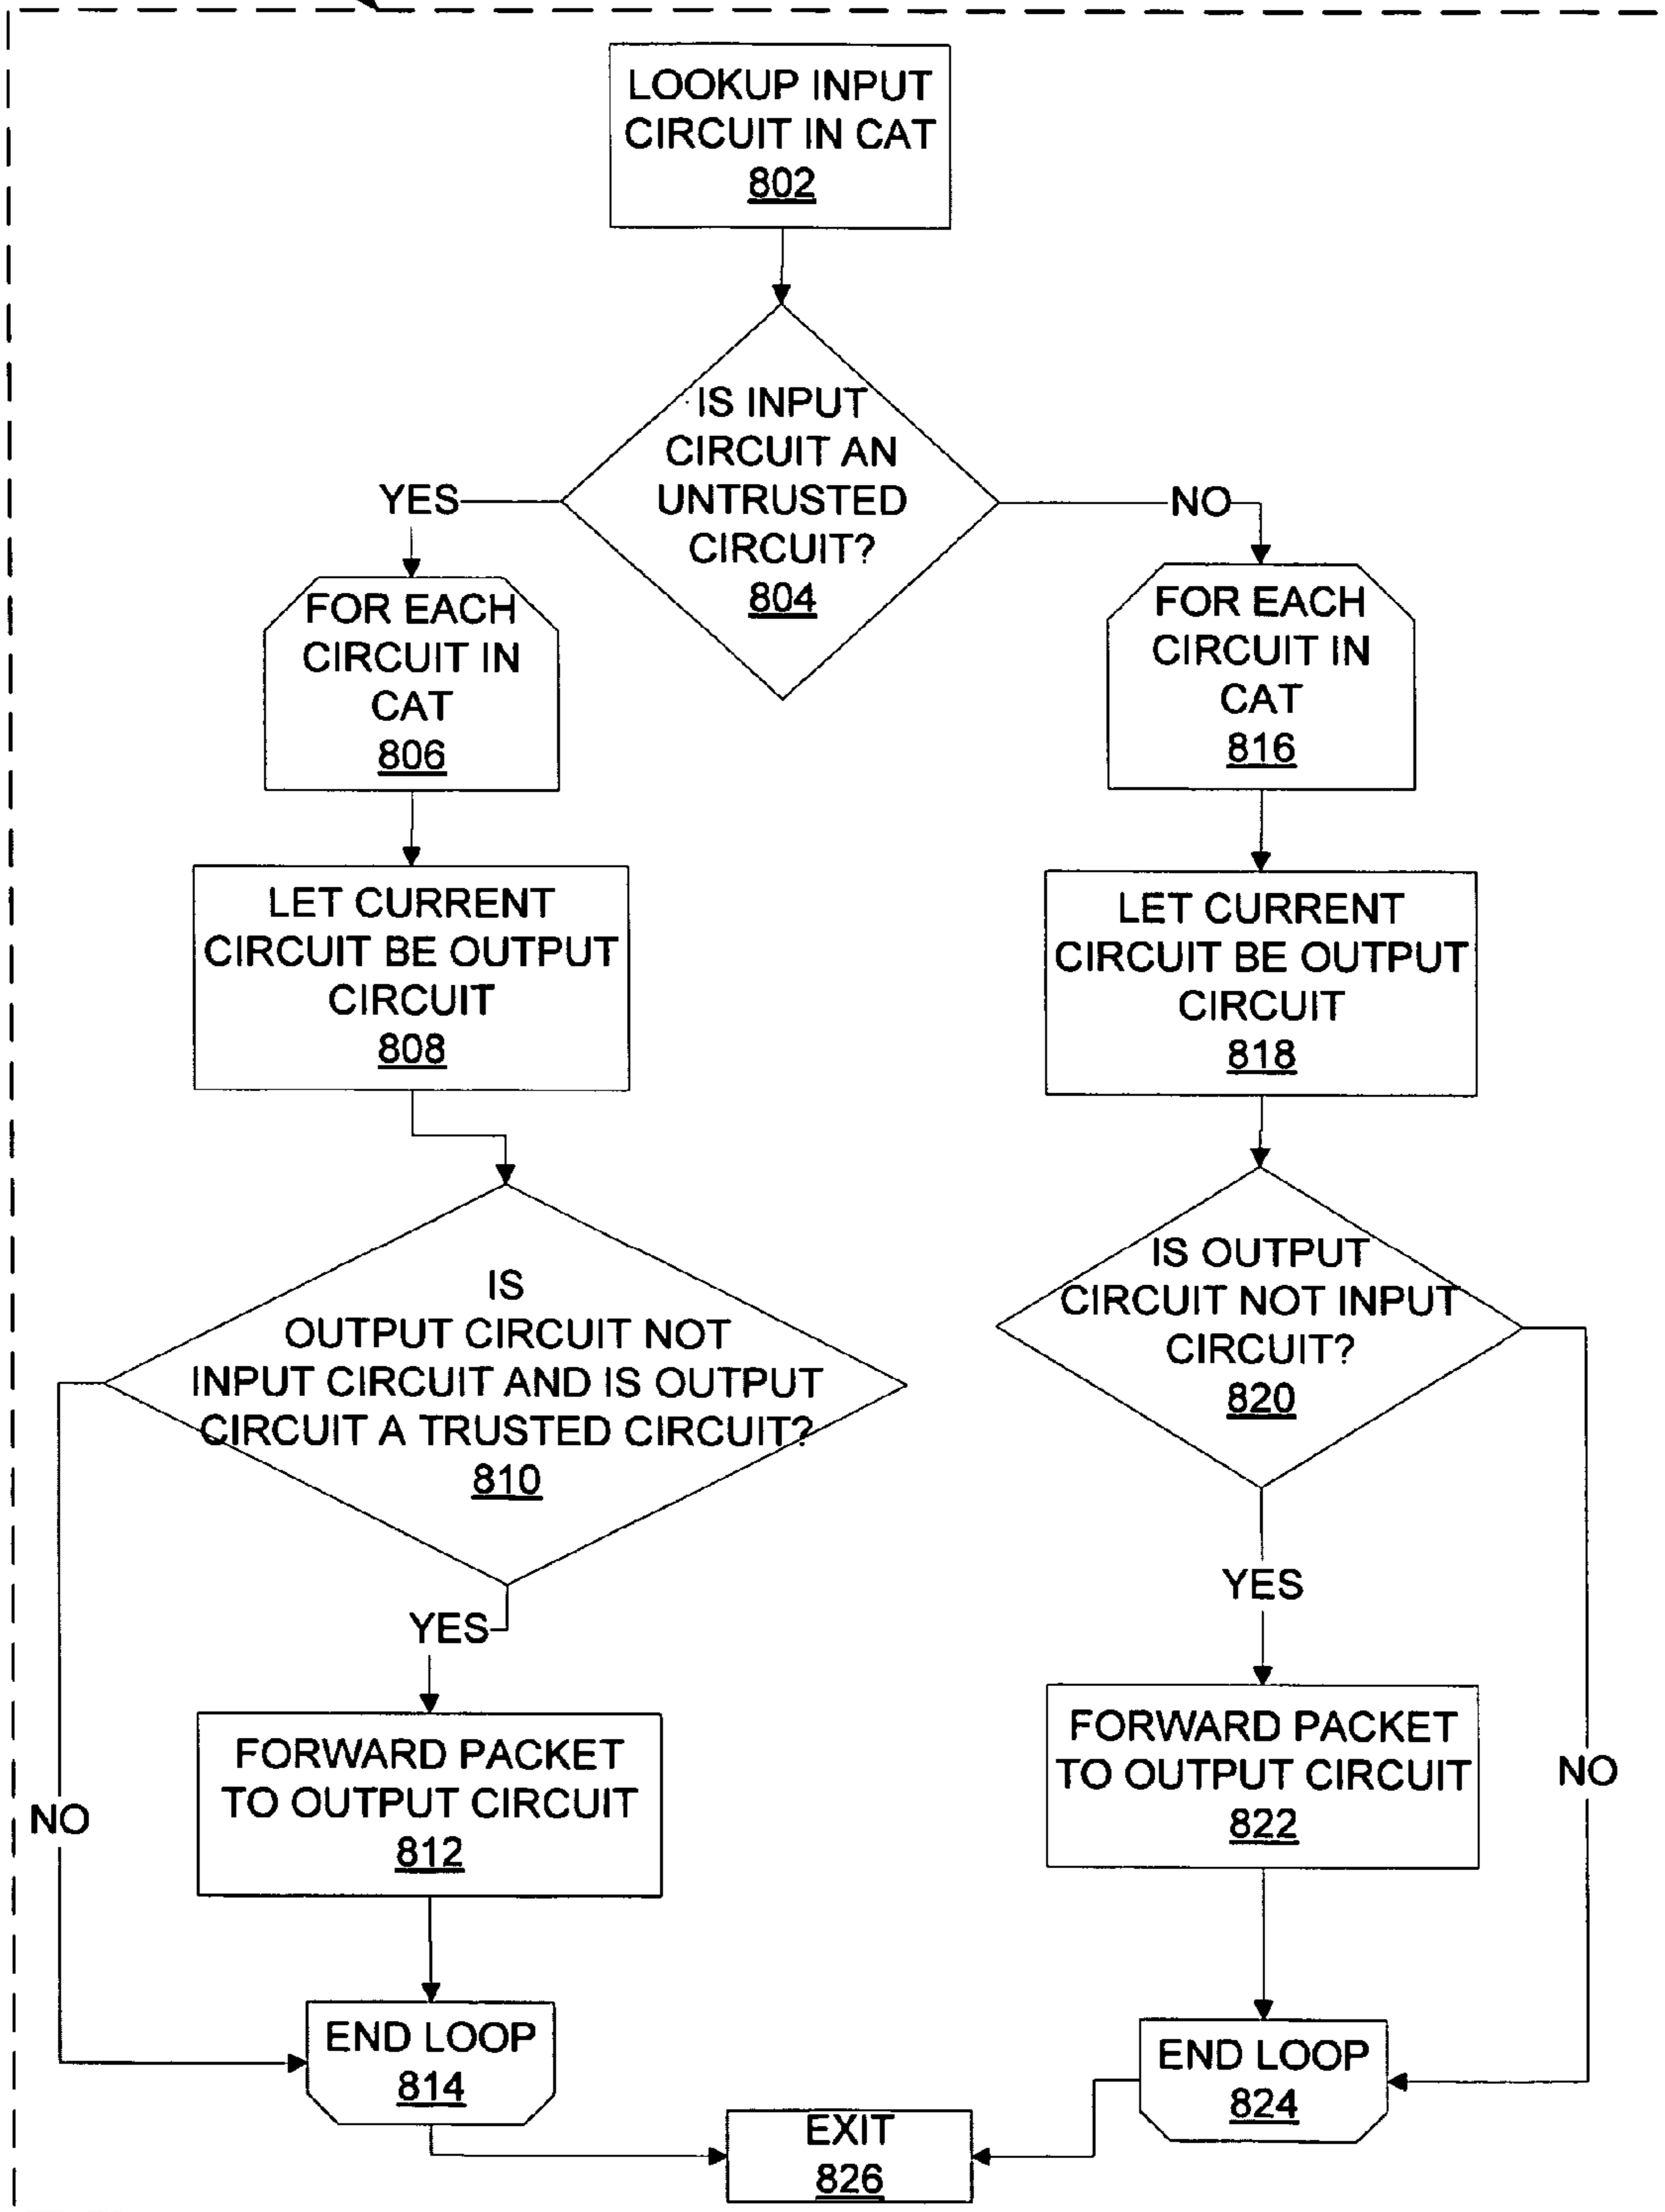 LOOKUP INPUT
CIRCUIT IN CAT
802
IS INPUT
CIRCUIT AN
UNTRUSTED
CIRCUIT?
804
YES
NO
FOR EACH
CIRCUIT IN
CAT
806
FOR EACH
CIRCUIT IN
CAT
816
LET CURRENT
CIRCUIT BE OUTPUT
CIRCUIT
808
LET CURRENT
CIRCUIT BE OUTPUT
CIRCUIT
818
IS
OUTPUT CIRCUIT NOT
INPUT CIRCUIT AND IS OUTPUT
CIRCUIT A TRUSTED CIRCUIT?
810
IS OUTPUT
CIRCUIT NOT INPUT
CIRCUIT?
820
YES
YES
FORWARD PACKET
TO OUTPUT CIRCUIT
812
FORWARD PACKET
TO OUTPUT CIRCUIT
822
NO
NO
END LOOP
814
END LOOP
824
EXIT
826